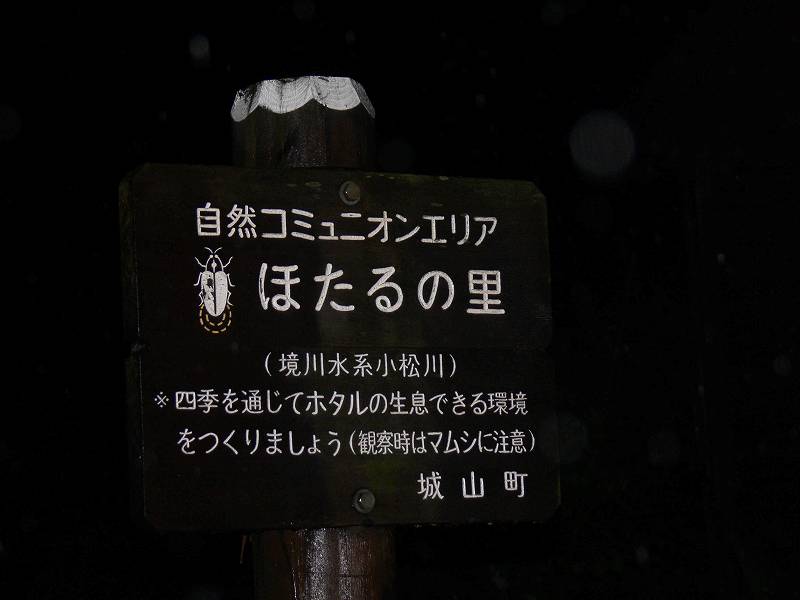 自然コミュニオンエリア
ほたるの里
(境川水系小松川)
※四季を通じてホタルの生息できる環境
をつくりましょう(観察時はマムシに注意)
城山町